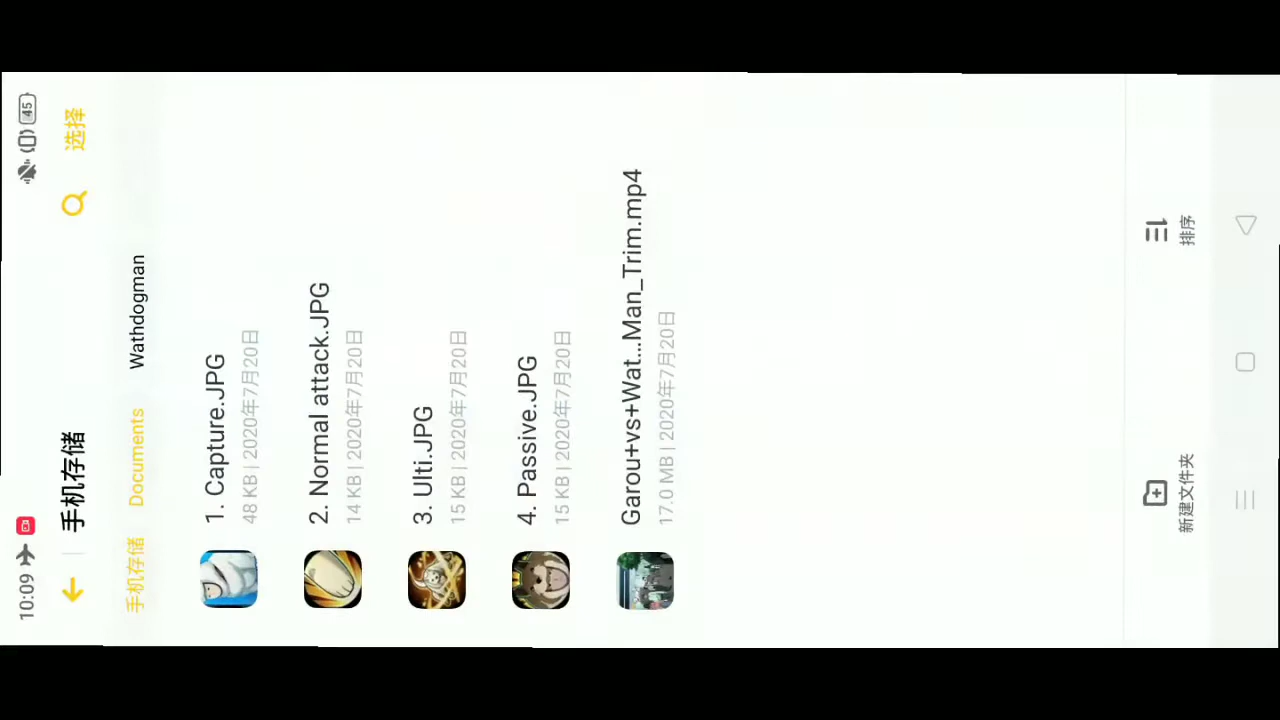 10:09
45
手机存储
选择
手机存储
Documents
Wathdogman
1. Capture.JPG
48 KB | 2020年7月20日
2. Normal attack.JPG
14 KB | 2020年7月20日
3. Ulti.JPG
15 KB | 2020年7月20日
4. Passive.JPG
15 KB | 2020年7月20日
Garou+vs+Wat...Man_Trim.mp4
17.0 MB | 2020年7月20日
新建文件夹
排序